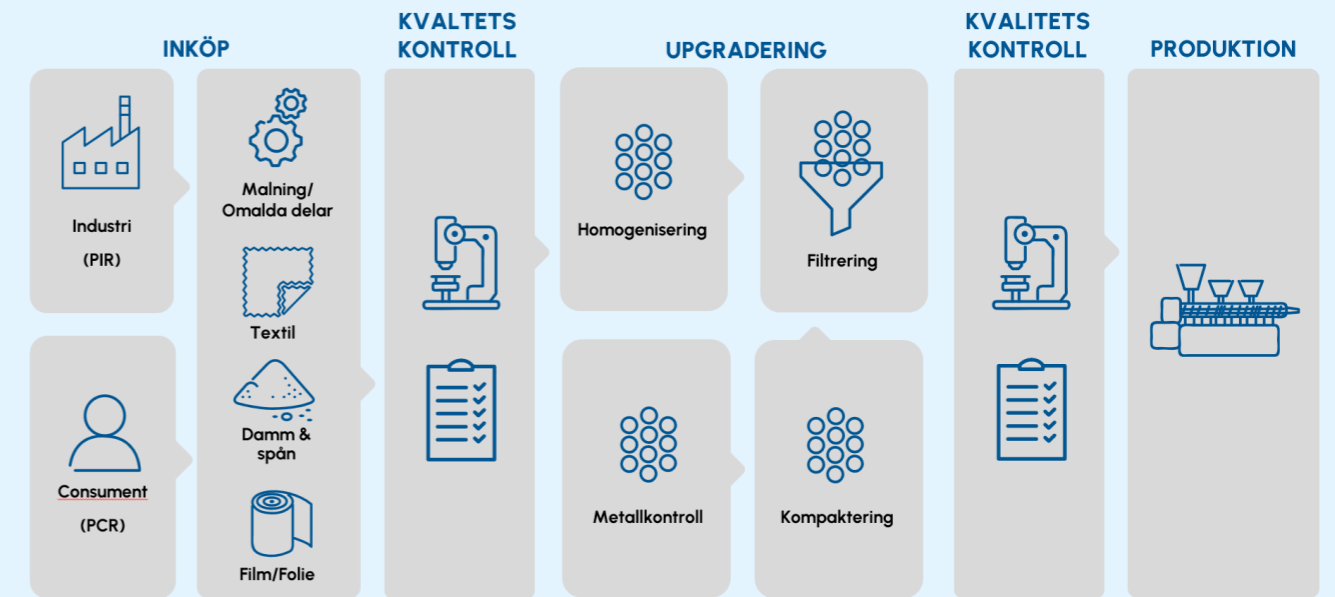 INKÖP
KVALTETS
KONTROLL
UPGRADERING
KVALITETS
KONTROLL
PRODUKTION
Industri
(PIR)
Consument
(PCR)
Malning/
Omalda delar
Textil
Damm &
spån
Film/Folie
Homogenisering
Filtrering
Metallkontroll
Kompaktering